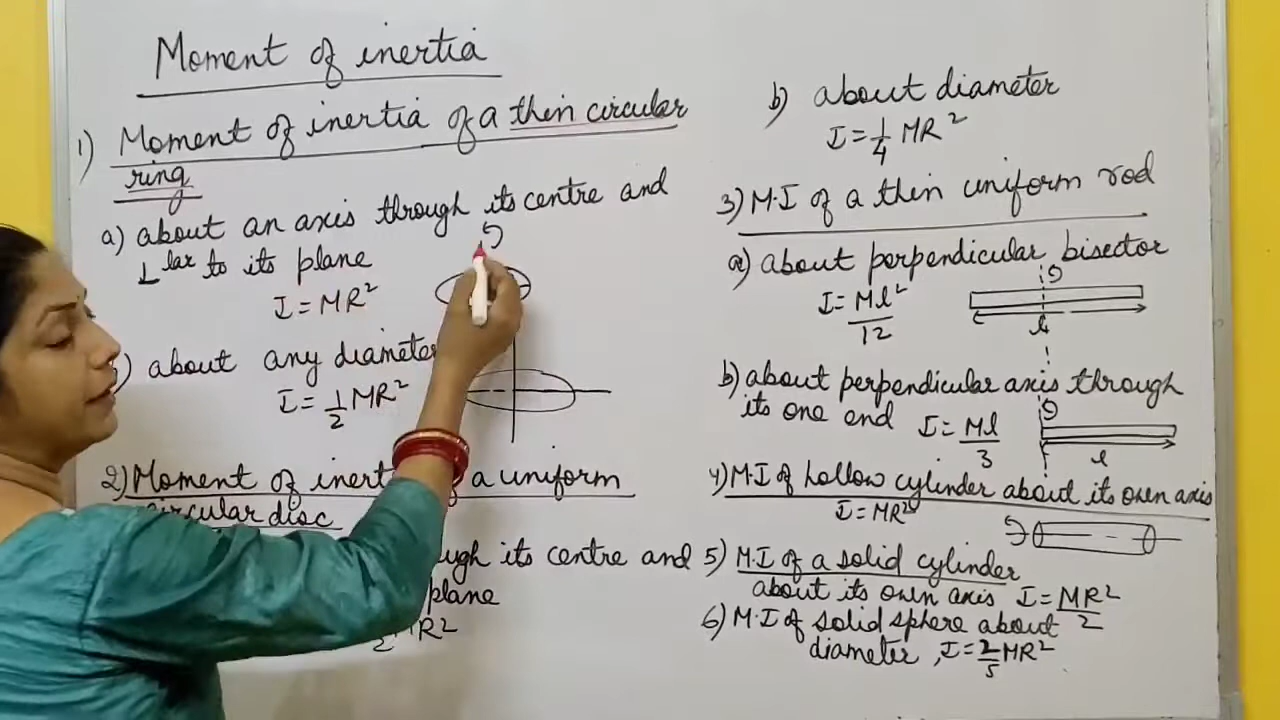 Moment of inertia
1) Moment of inertia of a thin circular
ring
a) about an axis through its centre and
⊥lar to its plane
I = MR²
) about any diameter
I = 1/2 MR²
2) Moment of inert a uniform
circular disc
ugh its centre and
plane
2 MR²
b) about diameter
I = 1/4 MR²
3) M.I of a thin uniform rod
a) about perpendicular bisector
I = Ml²/12
l
b) about perpendicular axis through
its one end I = Ml/3
l
4) M.I of hollow cylinder about its own axis
I = MR²
5) M.I of a solid cylinder
about its own axis I = MR²/2
6) M.I of solid sphere about
diameter, I = 2/5 MR²